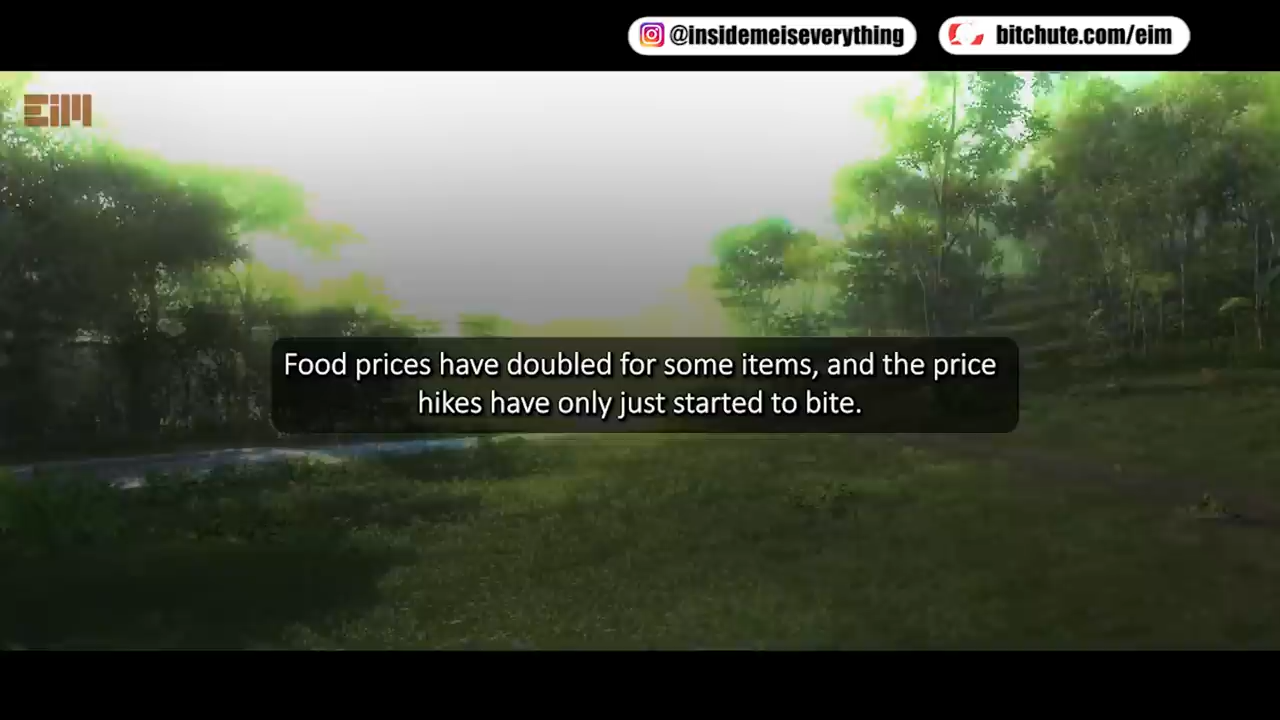 @insidemeiseverything
bitchute.com/eim
EiM
Food prices have doubled for some items, and the price
hikes have only just started to bite.